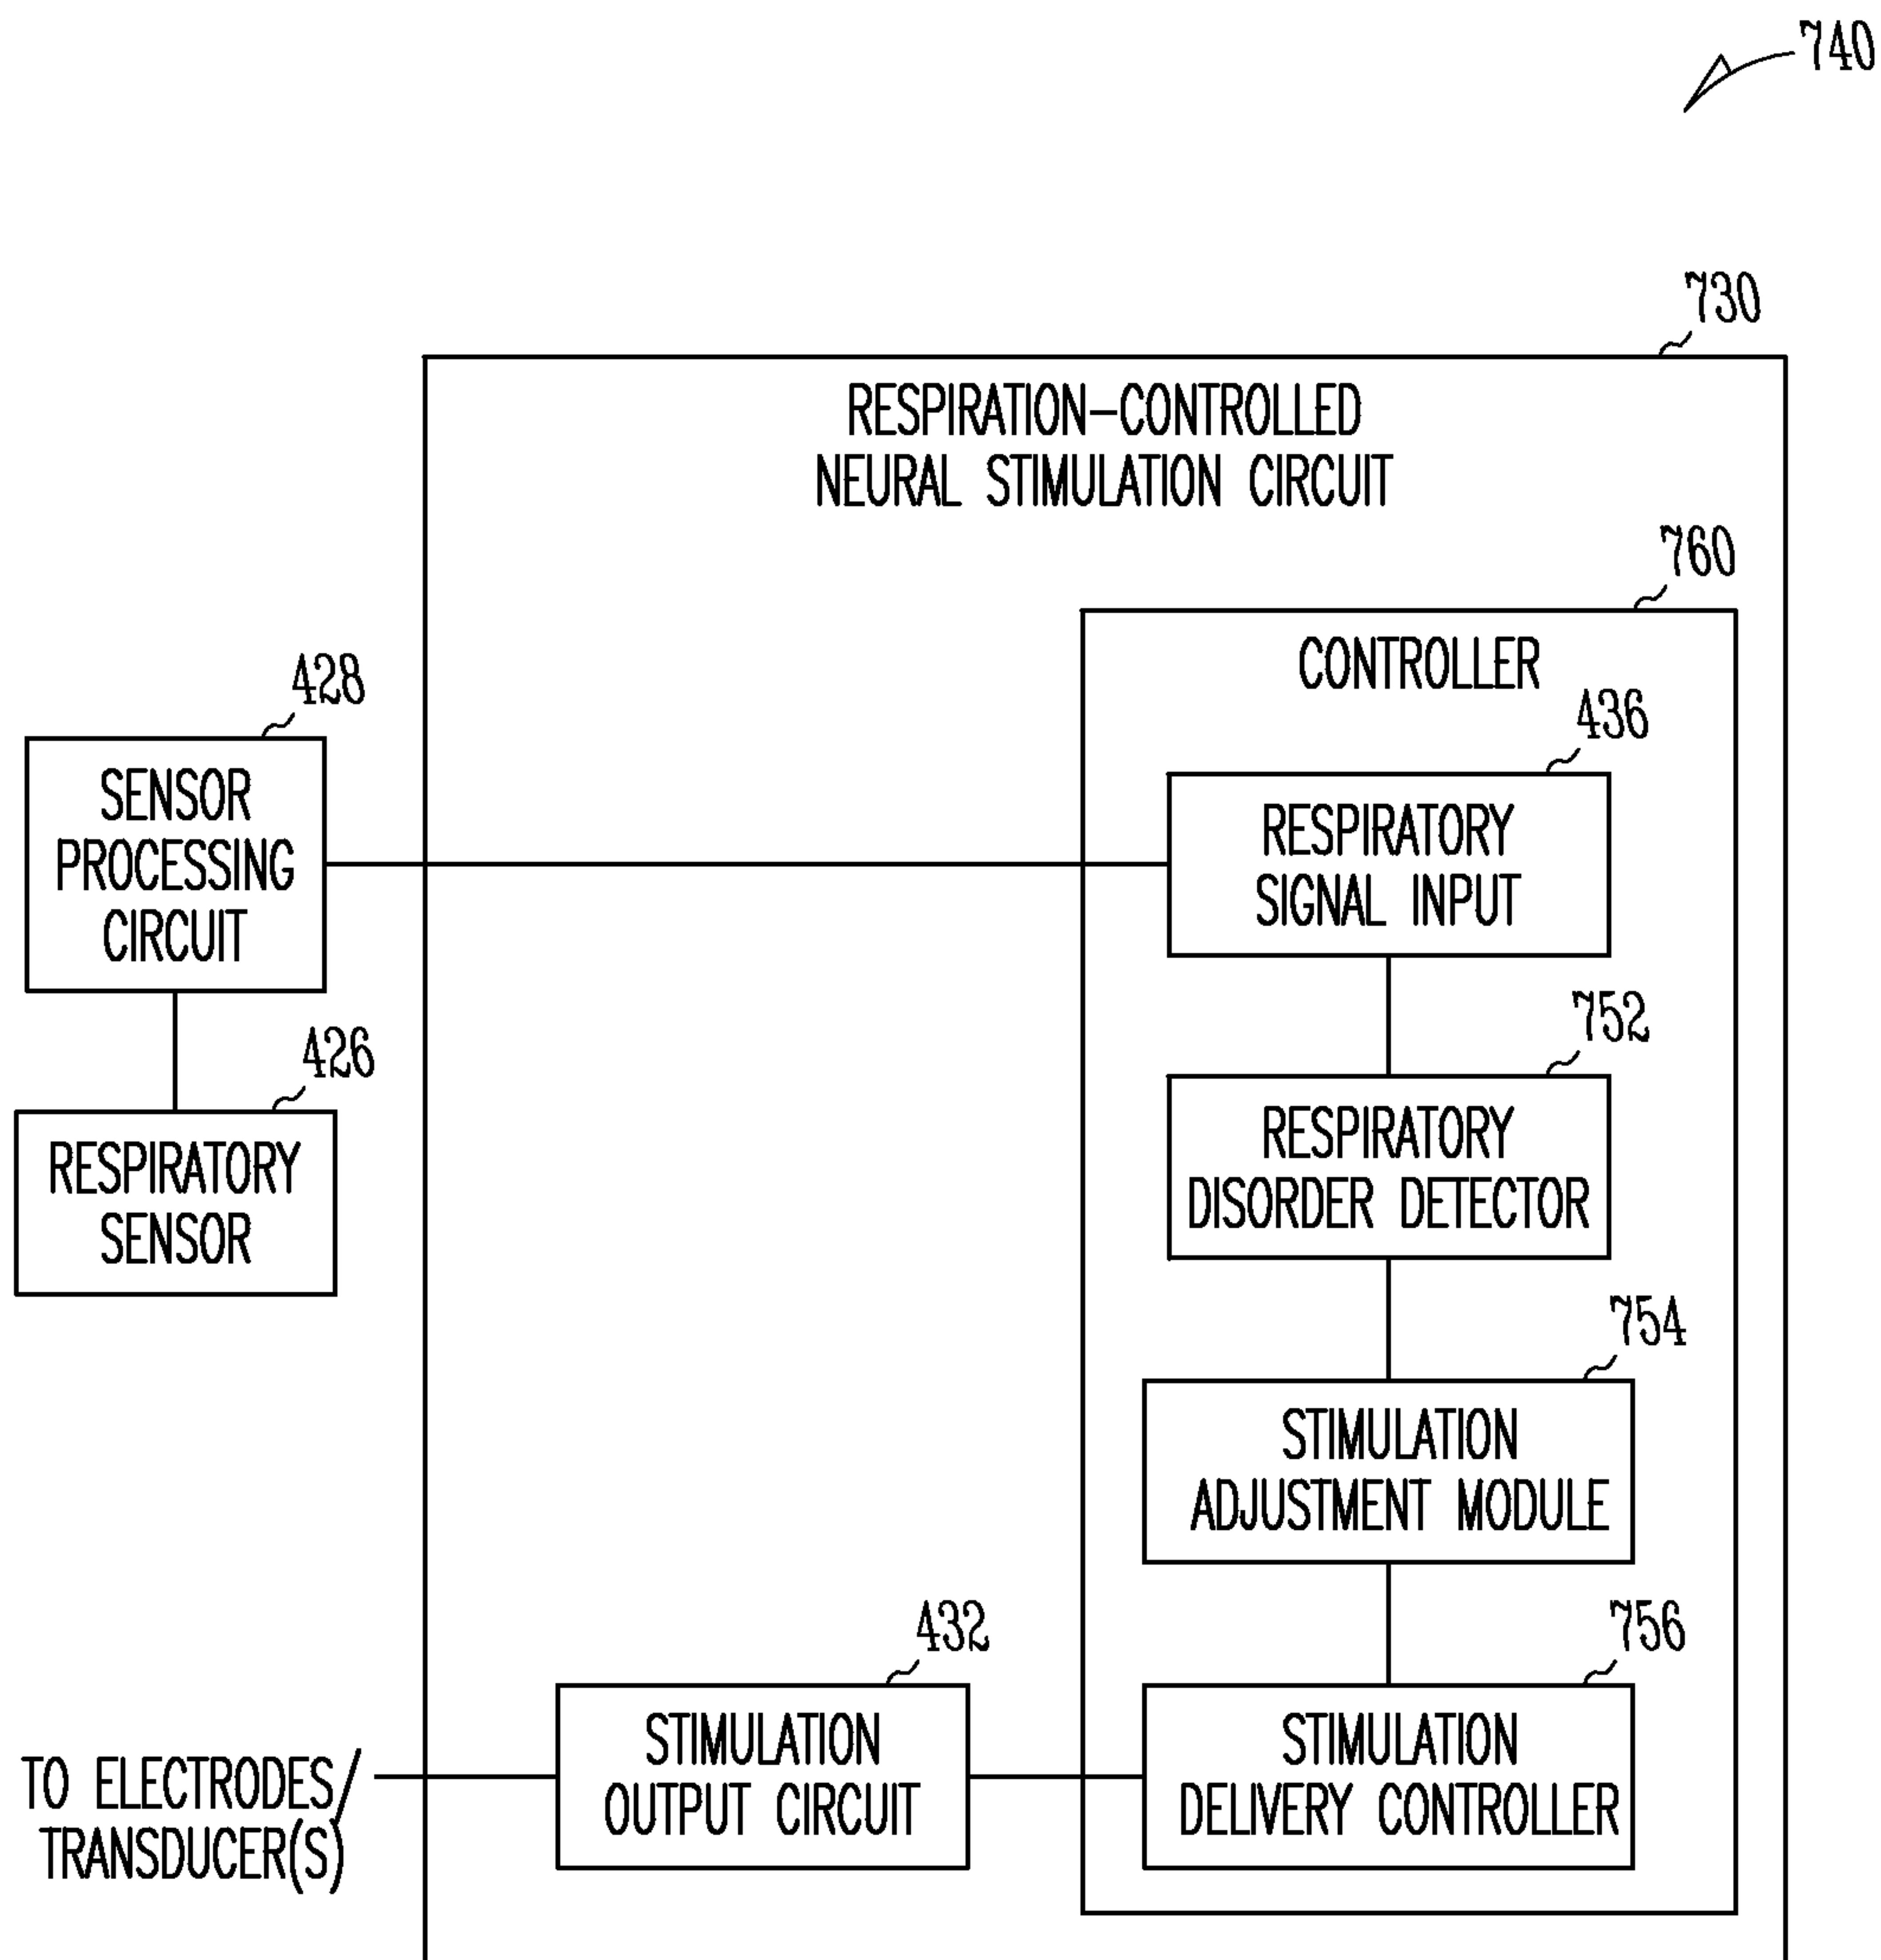 740
730
RESPIRATION-CONTROLLED
NEURAL STIMULATION CIRCUIT
760
CONTROLLER
428
SENSOR
PROCESSING
CIRCUIT
436
RESPIRATORY
SIGNAL INPUT
426
RESPIRATORY
SENSOR
752
RESPIRATORY
DISORDER DETECTOR
754
STIMULATION
ADJUSTMENT MODULE
432
STIMULATION
OUTPUT CIRCUIT
756
STIMULATION
DELIVERY CONTROLLER
TO ELECTRODES/
TRANSDUCER(S)